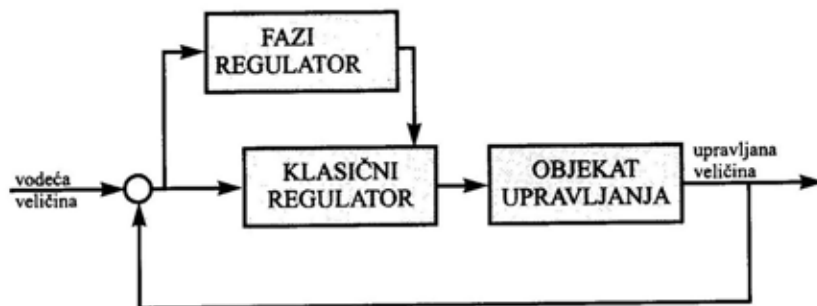 FAZI
REGULATOR
vodeća
veličina
KLASIČNI
REGULATOR
OBJEKAT
UPRAVLJANJA
upravljana
veličina